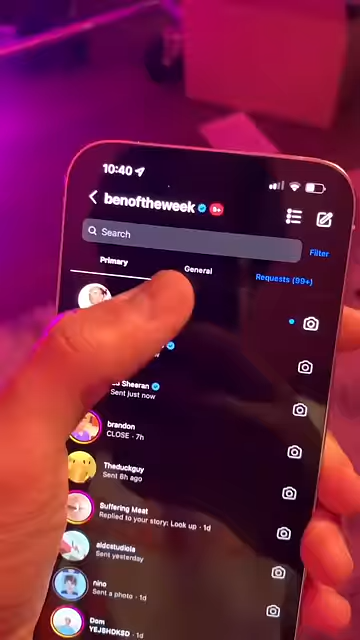 10:40
benoftheweek 9+
Search
Filter
Primary
General
Requests (99+)
Sheeran
Sent just now
brandon
CLOSE · 7h
Theduckguy
Sent 8h ago
Suffering Meat
Replied to your story: Look up · 1d
aldcstudiola
Sent yesterday
nino
Sent a photo · 1d
Dom
YEJSHDKSD · 1d